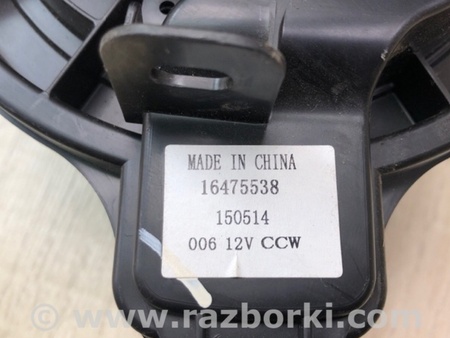 MADE IN CHINA
16475538
150514
006 12V CCW
© www.razborki.com